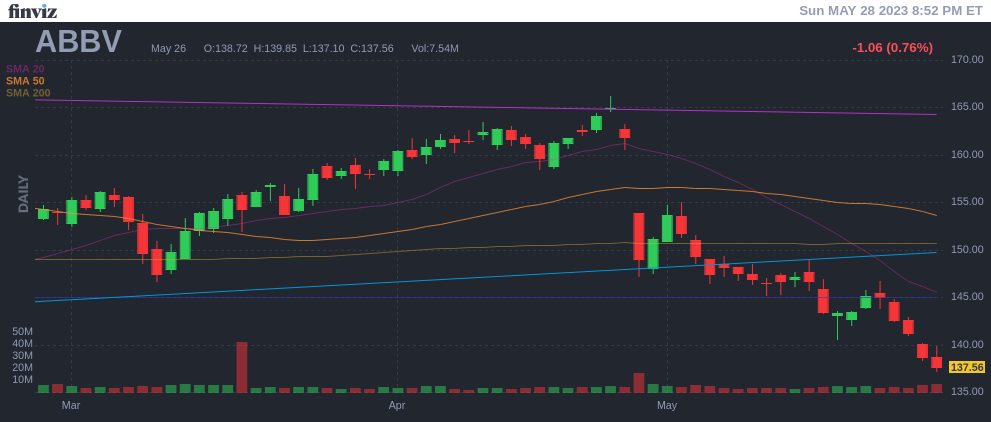 finviz
Sun MAY 28 2023 8:52 PM ET
ABBV
May 26 O:138.72 H:139.85 L:137.10 C:137.56 Vol:7.54M
-1.06 (0.76%)
SMA 20
SMA 50
SMA 200
DAILY
170.00
165.00
160.00
155.00
150.00
145.00
140.00
137.56
135.00
50M
40M
30M
20M
10M
Mar
Apr
May